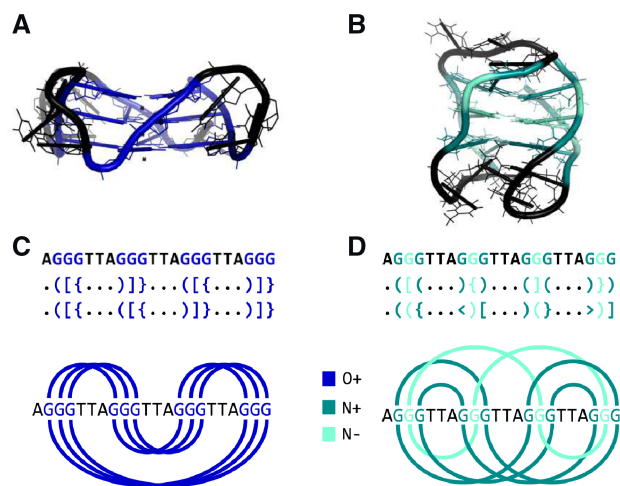 A
B
C
D
AGGGTTAGGGTTAGGGTTAGGG
.([{...)]}...([{...)]}
.([{...([{...)]}...)]}
AGGGTTAGGGTTAGGGTTAGGG
.([(...){)...(](...)})
.(({...<)[...)(}...>)]
O+
N+
N-
AGGGTTAGGGTTAGGGTTAGGG
AGGGTTAGGGTTAGGGTTAGGG